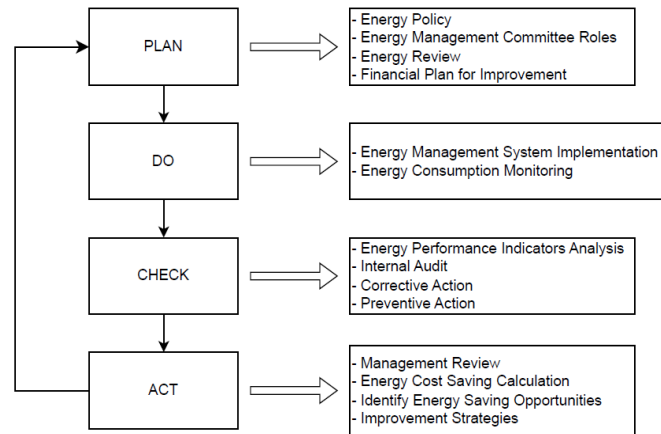 PLAN
- Energy Policy
- Energy Management Committee Roles
- Energy Review
- Financial Plan for Improvement
DO
- Energy Management System Implementation
- Energy Consumption Monitoring
CHECK
- Energy Performance Indicators Analysis
- Internal Audit
- Corrective Action
- Preventive Action
ACT
- Management Review
- Energy Cost Saving Calculation
- Identify Energy Saving Opportunities
- Improvement Strategies